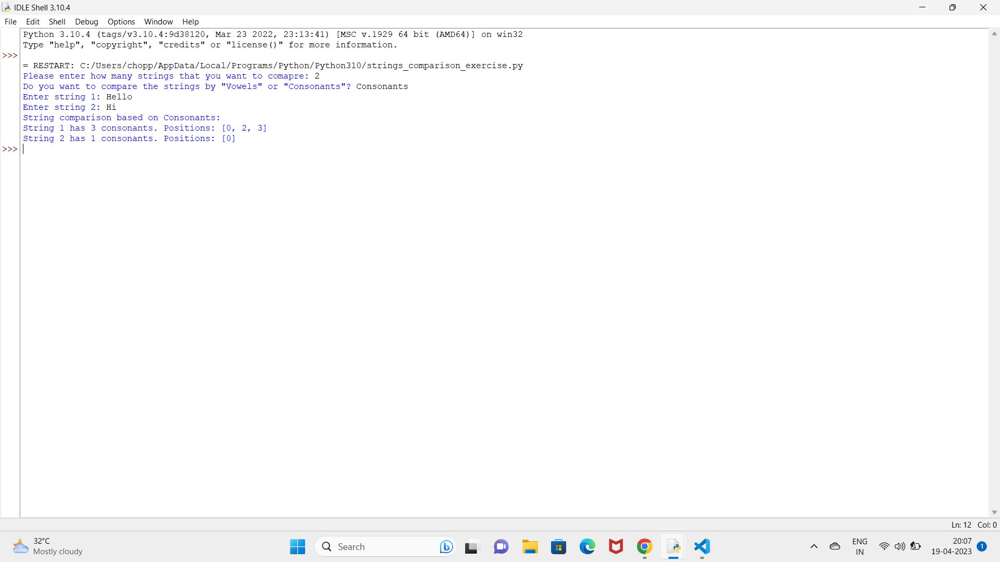 IDLE Shell 3.10.4
File Edit Shell Debug Options Window Help
Python 3.10.4 (tags/v3.10.4:9d38120, Mar 23 2022, 23:13:41) [MSC v.1929 64 bit (AMD64)] on win32
Type "help", "copyright", "credits" or "license()" for more information.
>>>
= RESTART: C:/Users/chopp/AppData/Local/Programs/Python/Python310/strings_comparison_exercise.py
Please enter how many strings that you want to comapre: 2
Do you want to compare the strings by "Vowels" or "Consonants"? Consonants
Enter string 1: Hello
Enter string 2: Hi
String comparison based on Consonants:
String 1 has 3 consonants. Positions: [0, 2, 3]
String 2 has 1 consonants. Positions: [0]
>>>
Ln: 12 Col: 0
32°C
Mostly cloudy
Search
ENG
IN
20:07
19-04-2023
1